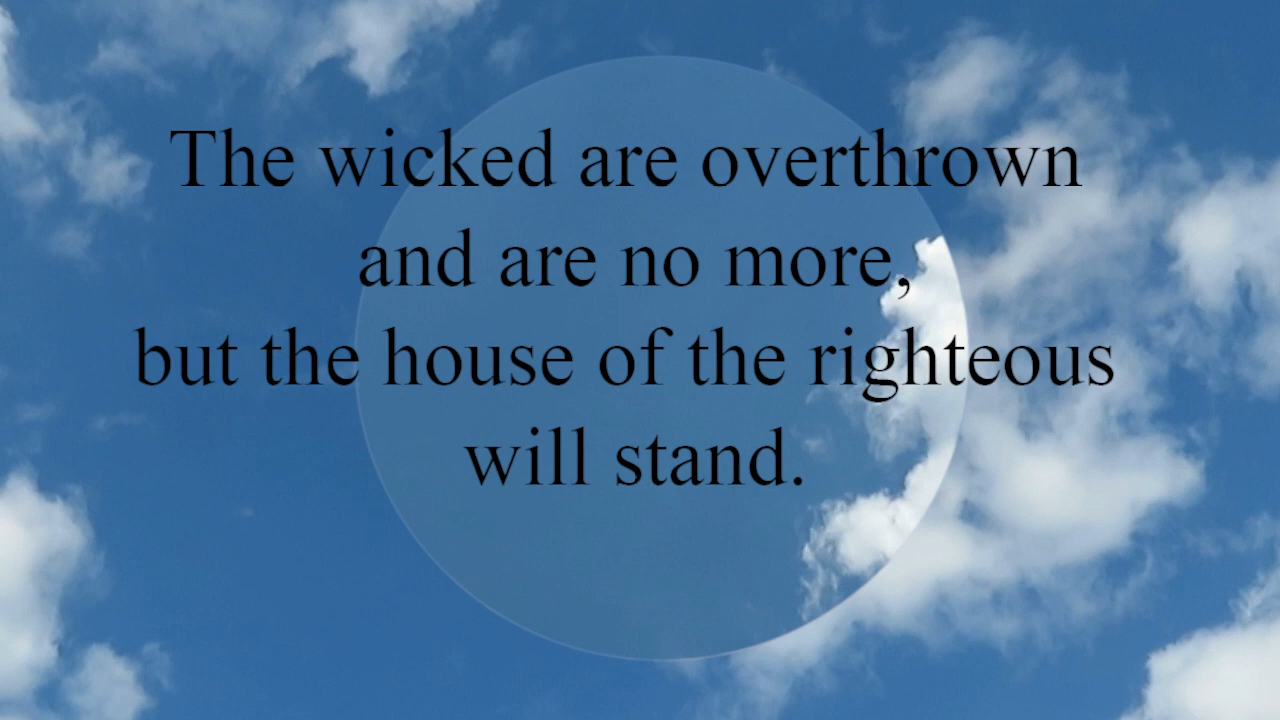 The wicked are overthrown
and are no more,
but the house of the righteous
will stand.